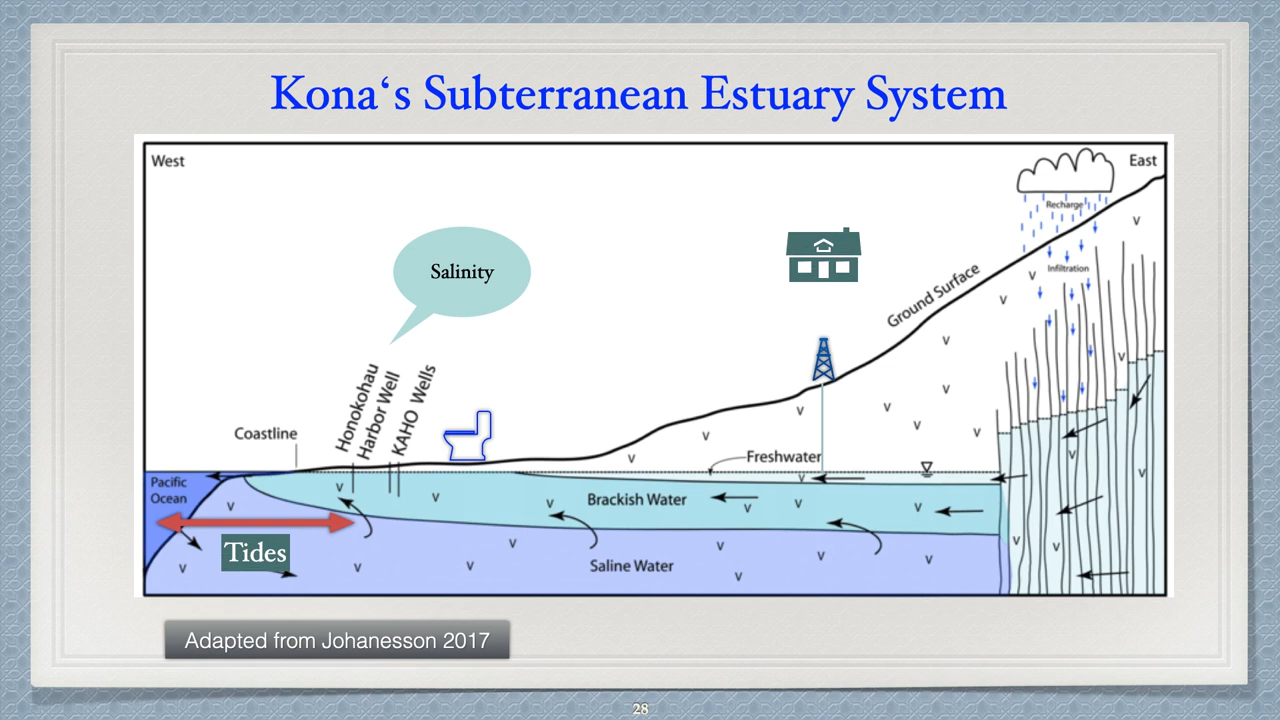 Kona‘s Subterranean Estuary System
West
East
Recharge
Infiltration
Salinity
Ground Surface
Honokohau
Harbor Well
KAHO Wells
Coastline
Freshwater
Pacific
Ocean
Brackish Water
Tides
Saline Water
Adapted from Johanesson 2017
28